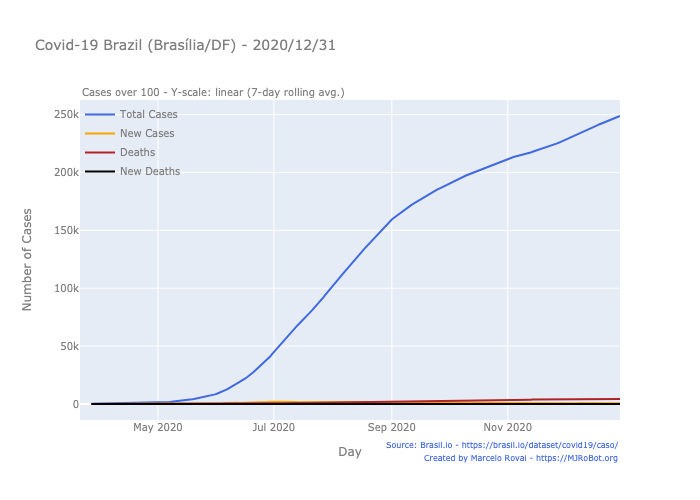 Covid-19 Brazil (Brasília/DF) - 2020/12/31
Cases over 100 - Y-scale: linear (7-day rolling avg.)
Total Cases
New Cases
Deaths
New Deaths
250k
200k
150k
100k
50k
0
Number of Cases
May 2020
Jul 2020
Sep 2020
Nov 2020
Day
Source: Brasil.io - https://brasil.io/dataset/covid19/caso/
Created by Marcelo Rovai - https://MJRoBot.org